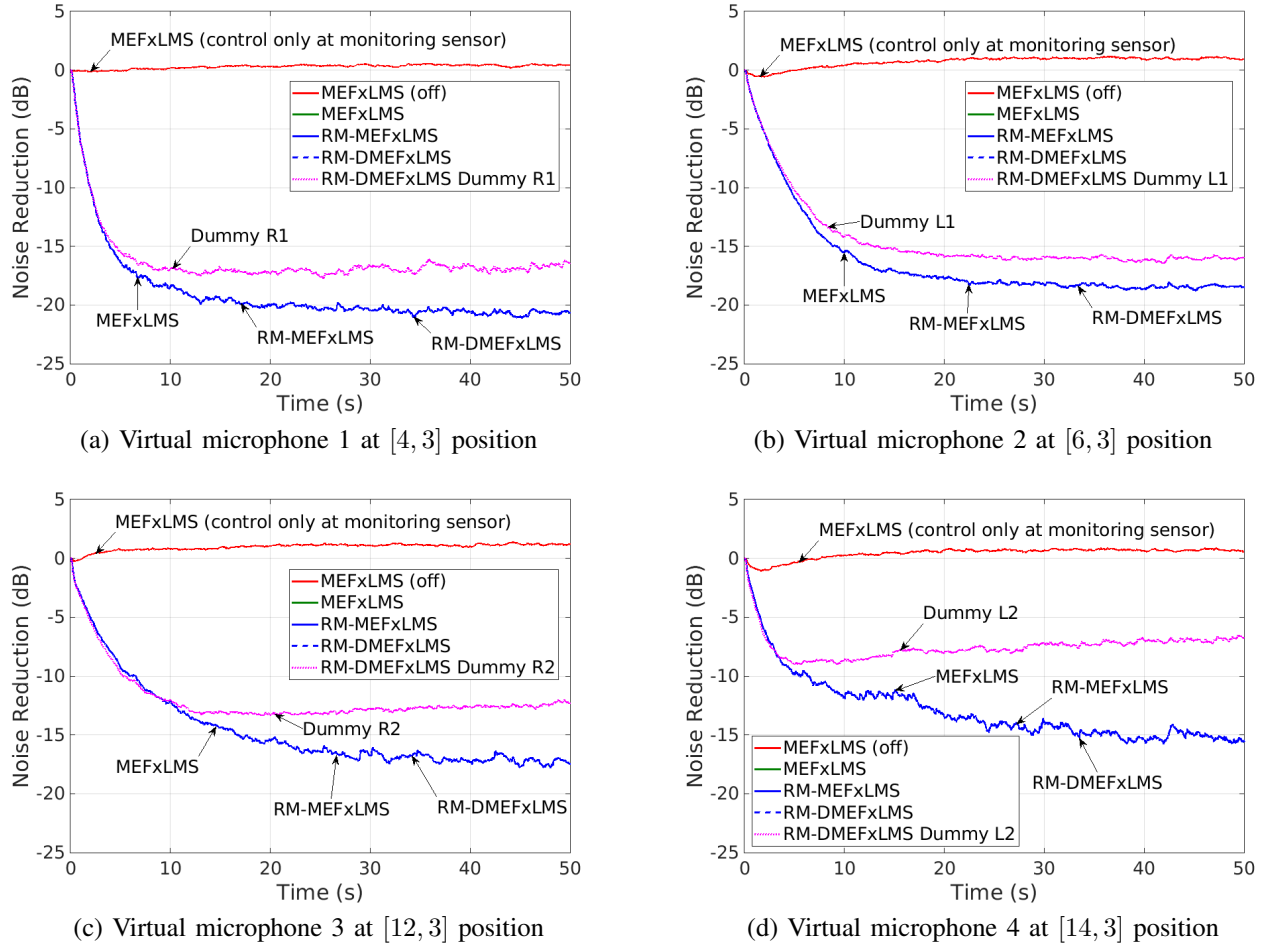 5
0
-5
-10
-15
-20
-25
Noise Reduction (dB)
MEFxLMS (control only at monitoring sensor)
MEFxLMS (off)
MEFxLMS
RM-MEFxLMS
RM-DMEFxLMS
RM-DMEFxLMS Dummy R1
Dummy R1
MEFxLMS
RM-MEFxLMS
RM-DMEFxLMS
0 10 20 30 40 50
Time (s)
(a) Virtual microphone 1 at [4, 3] position
5
0
-5
-10
-15
-20
-25
Noise Reduction (dB)
MEFxLMS (control only at monitoring sensor)
MEFxLMS (off)
MEFxLMS
RM-MEFxLMS
RM-DMEFxLMS
RM-DMEFxLMS Dummy L1
Dummy L1
MEFxLMS
RM-MEFxLMS
RM-DMEFxLMS
0 10 20 30 40 50
Time (s)
(b) Virtual microphone 2 at [6, 3] position
5
0
-5
-10
-15
-20
-25
Noise Reduction (dB)
MEFxLMS (control only at monitoring sensor)
MEFxLMS (off)
MEFxLMS
RM-MEFxLMS
RM-DMEFxLMS
RM-DMEFxLMS Dummy R2
Dummy R2
MEFxLMS
RM-MEFxLMS
RM-DMEFxLMS
0 10 20 30 40 50
Time (s)
(c) Virtual microphone 3 at [12, 3] position
5
0
-5
-10
-15
-20
-25
Noise Reduction (dB)
MEFxLMS (control only at monitoring sensor)
Dummy L2
MEFxLMS
RM-MEFxLMS
RM-DMEFxLMS
MEFxLMS (off)
MEFxLMS
RM-MEFxLMS
RM-DMEFxLMS
RM-DMEFxLMS Dummy L2
0 10 20 30 40 50
Time (s)
(d) Virtual microphone 4 at [14, 3] position